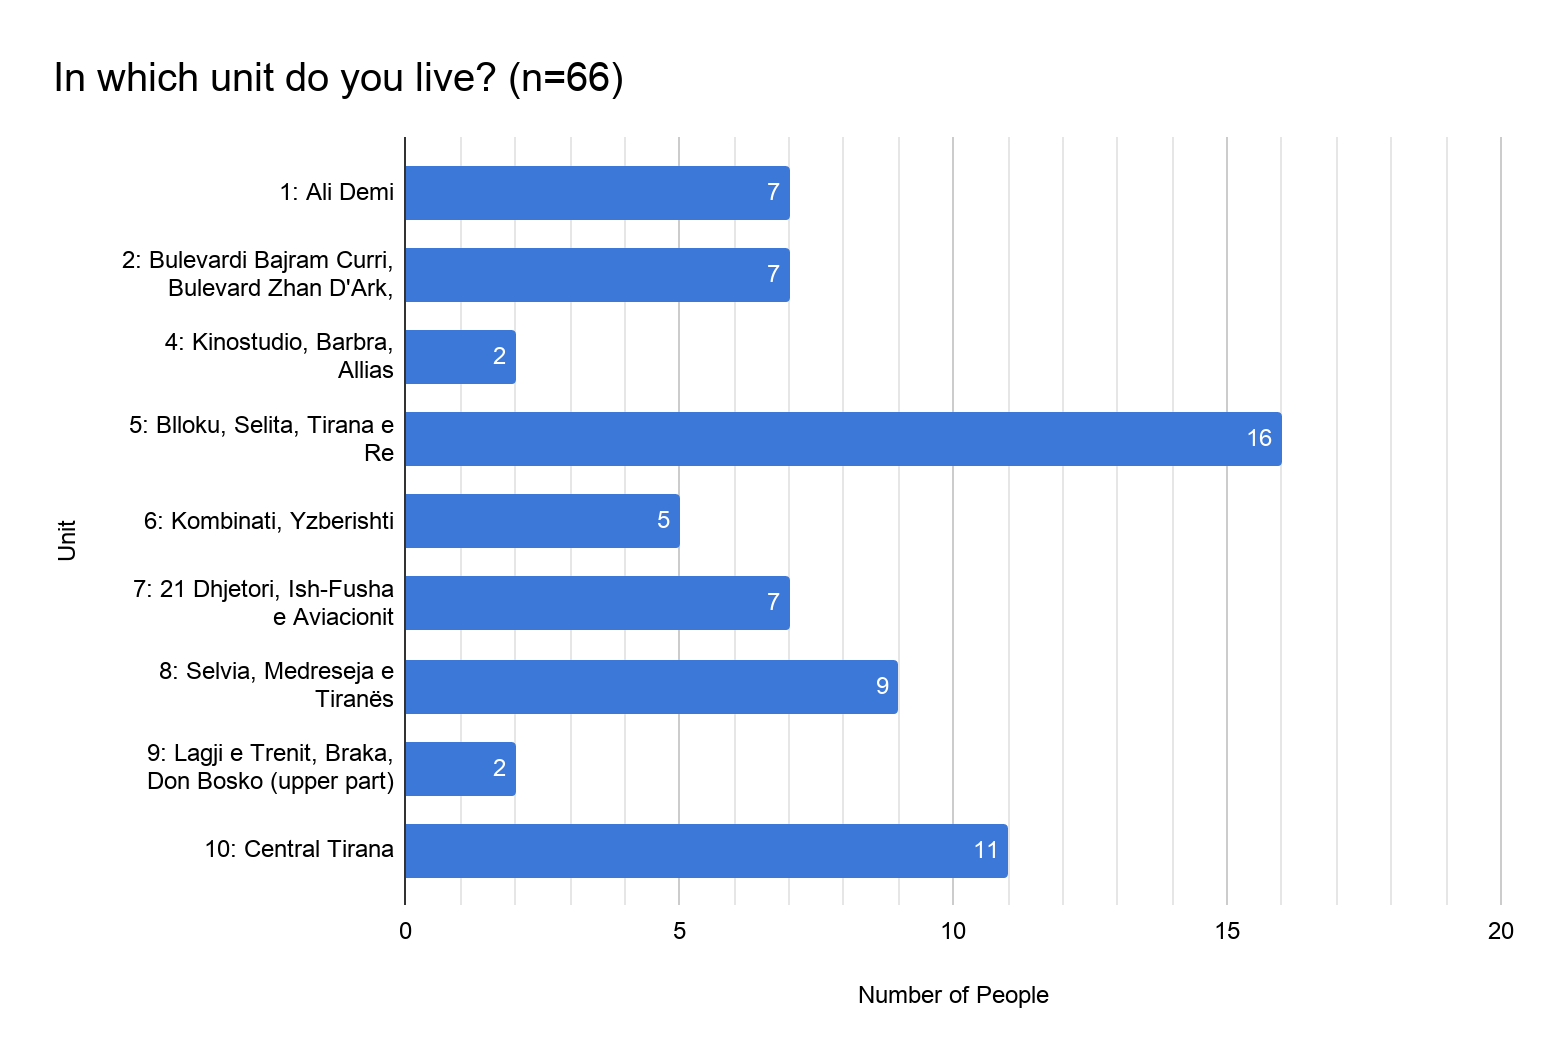 In which unit do you live? (n=66)
1: Ali Demi
7
2: Bulevardi Bajram Curri,
Bulevard Zhan D'Ark,
7
4: Kinostudio, Barbra,
Allias
2
5: Blloku, Selita, Tirana e
Re
16
6: Kombinati, Yzberishti
5
7: 21 Dhjetori, Ish-Fusha
e Aviacionit
7
8: Selvia, Medreseja e
Tiranës
9
9: Lagji e Trenit, Braka,
Don Bosko (upper part)
2
10: Central Tirana
11
Unit
0 5 10 15 20
Number of People